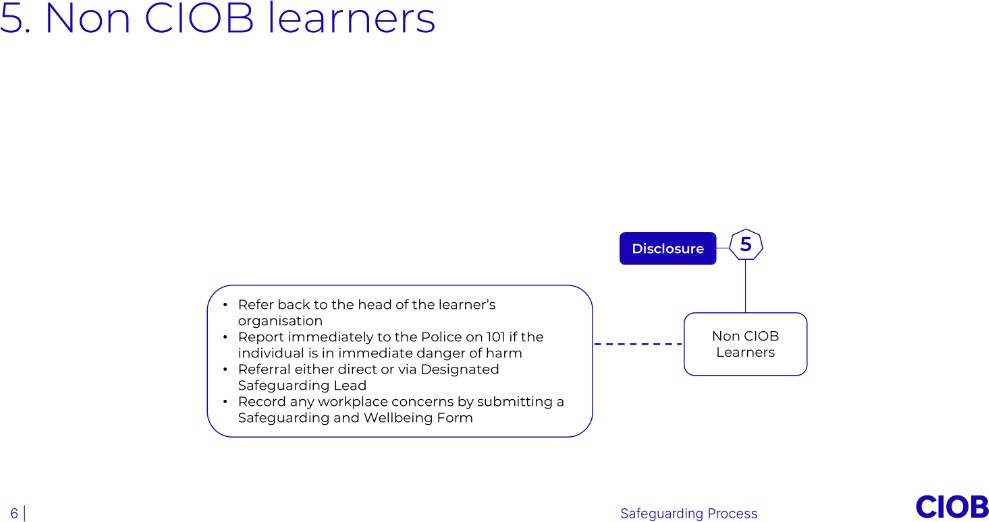 5. Non CIOB learners
Disclosure
5
• Refer back to the head of the learner’s
organisation
• Report immediately to the Police on 101 if the
individual is in immediate danger of harm
• Referral either direct or via Designated
Safeguarding Lead
• Record any workplace concerns by submitting a
Safeguarding and Wellbeing Form
Non CIOB
Learners
6 |
Safeguarding Process
CIOB